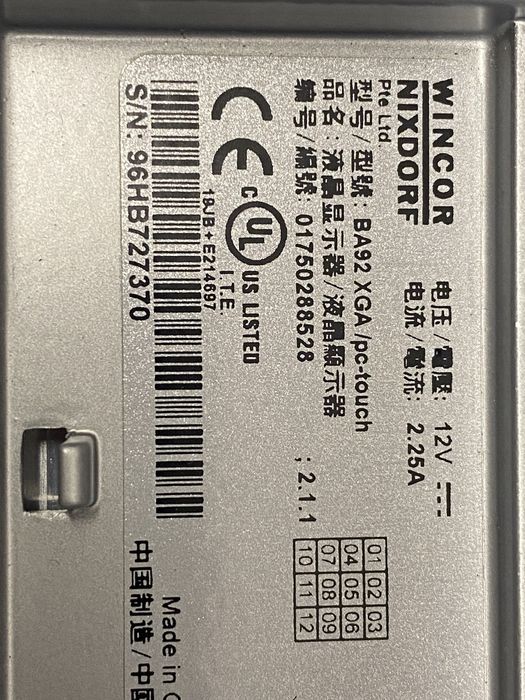 WINCOR
NIXDORF
Pte Ltd
电压/電壓: 12V
电流/電流: 2.25A
型号/型號: BA92 XGA /pc-touch
品名: 液晶显示器/液晶顯示器
编号/編號: 01750288528 ; 2.1.1
01 02 03
04 05 06
07 08 09
10 11 12
CE
C UL US LISTED
I.T.E.
19JB + E214697
S/N: 96HB727370
Made in
中国制造/中